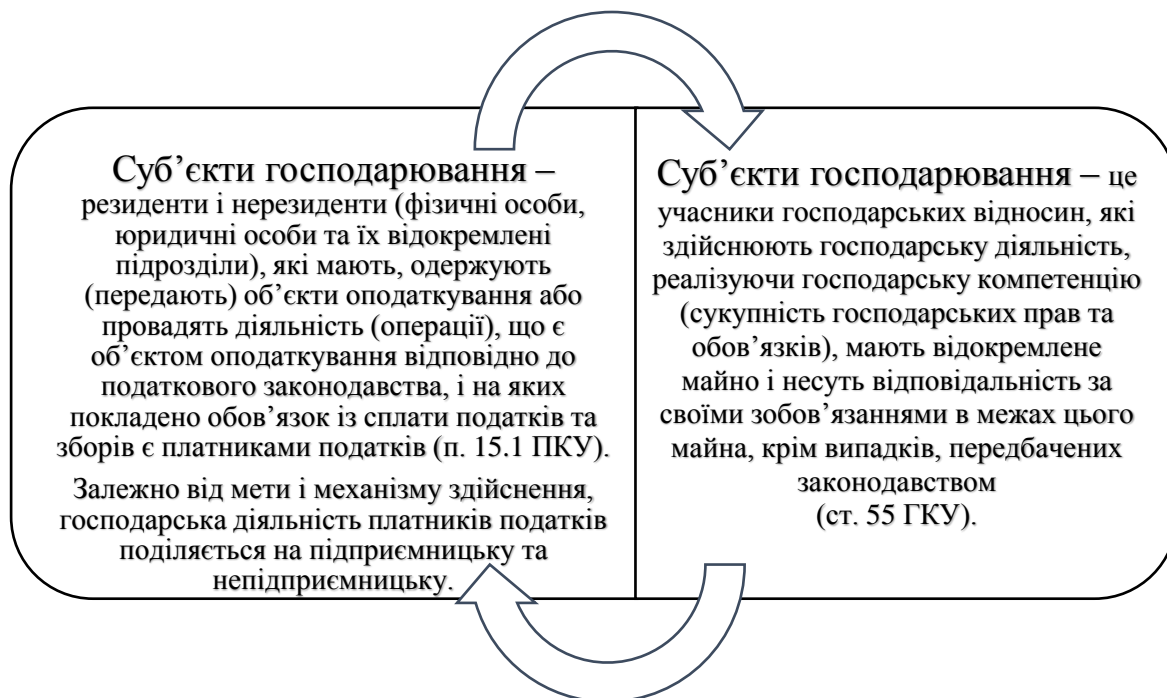 Суб’єкти господарювання –
резиденти і нерезиденти (фізичні особи,
юридичні особи та їх відокремлені
підрозділи), які мають, одержують
(передають) об’єкти оподаткування або
провадять діяльність (операції), що є
об’єктом оподаткування відповідно до
податкового законодавства, і на яких
покладено обов’язок із сплати податків та
зборів є платниками податків (п. 15.1 ПКУ).
Залежно від мети і механізму здійснення,
господарська діяльність платників податків
поділяється на підприємницьку та
непідприємницьку.
Суб’єкти господарювання – це
учасники господарських відносин, які
здійснюють господарську діяльність,
реалізуючи господарську компетенцію
(сукупність господарських прав та
обов’язків), мають відокремлене
майно і несуть відповідальність за
своїми зобов’язаннями в межах цього
майна, крім випадків, передбачених
законодавством
(ст. 55 ГКУ).